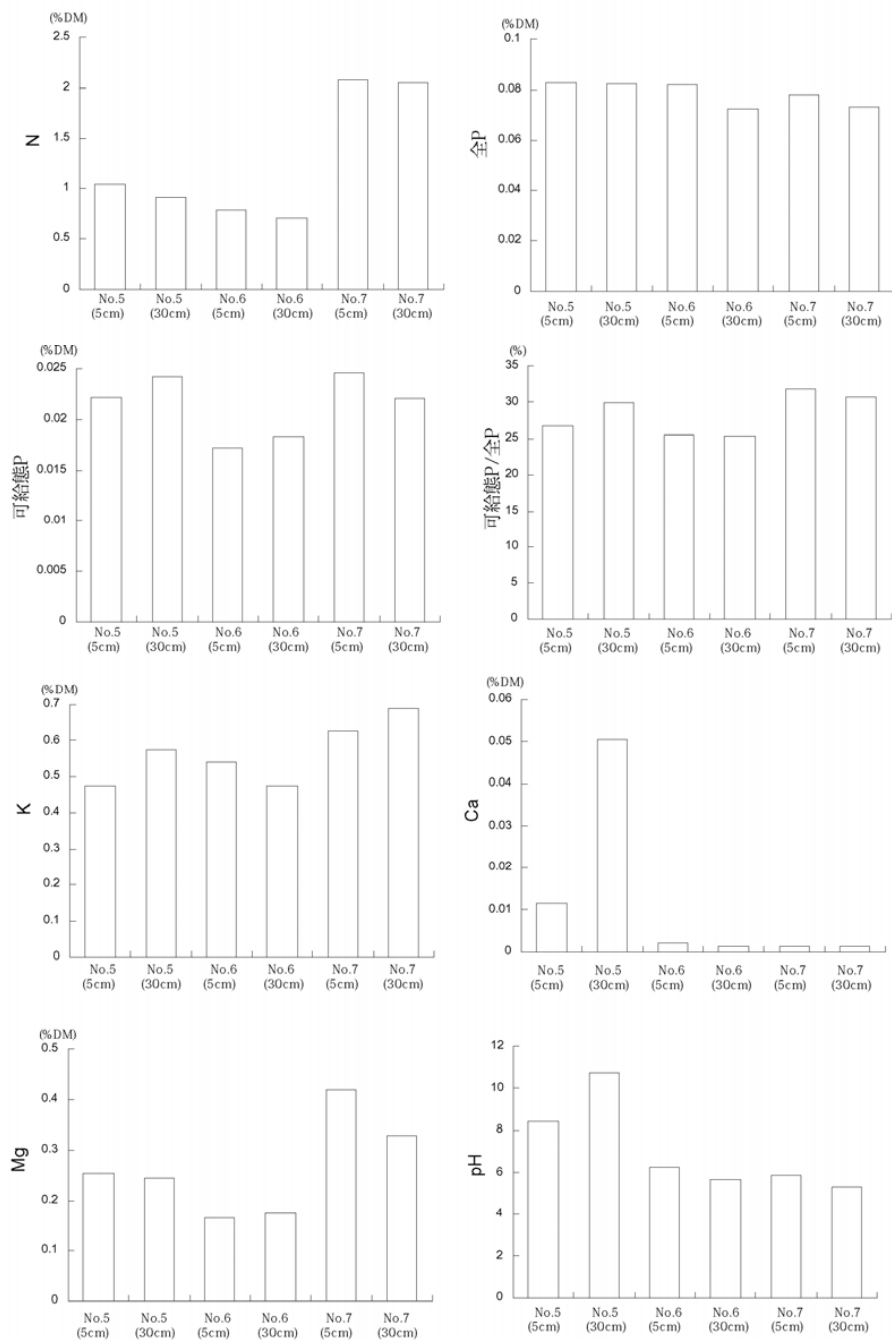 (%DM)
2.5
2
1.5
1
0.5
0
N
No.5 No.5 No.6 No.6 No.7 No.7
(5cm) (30cm) (5cm) (30cm) (5cm) (30cm)
(%DM)
0.1
0.08
0.06
0.04
0.02
0
全P
No.5 No.5 No.6 No.6 No.7 No.7
(5cm) (30cm) (5cm) (30cm) (5cm) (30cm)
(%DM)
0.025
0.02
0.015
0.01
0.005
0
可給態P
No.5 No.5 No.6 No.6 No.7 No.7
(5cm) (30cm) (5cm) (30cm) (5cm) (30cm)
(%)
35
30
25
20
15
10
5
0
可給態P/全P
No.5 No.5 No.6 No.6 No.7 No.7
(5cm) (30cm) (5cm) (30cm) (5cm) (30cm)
(%DM)
0.7
0.6
0.5
0.4
0.3
0.2
0.1
0
K
No.5 No.5 No.6 No.6 No.7 No.7
(5cm) (30cm) (5cm) (30cm) (5cm) (30cm)
(%DM)
0.06
0.05
0.04
0.03
0.02
0.01
0
Ca
No.5 No.5 No.6 No.6 No.7 No.7
(5cm) (30cm) (5cm) (30cm) (5cm) (30cm)
(%DM)
0.5
0.4
0.3
0.2
0.1
0
Mg
No.5 No.5 No.6 No.6 No.7 No.7
(5cm) (30cm) (5cm) (30cm) (5cm) (30cm)
12
10
8
6
4
2
0
pH
No.5 No.5 No.6 No.6 No.7 No.7
(5cm) (30cm) (5cm) (30cm) (5cm) (30cm)